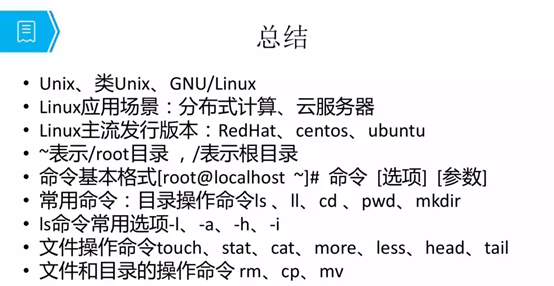 总结
• Unix、类Unix、GNU/Linux
• Linux应用场景：分布式计算、云服务器
• Linux主流发行版本：RedHat、centos、ubuntu
• ~表示/root目录 ，/表示根目录
• 命令基本格式[root@localhost ~]# 命令 [选项] [参数]
• 常用命令：目录操作命令ls 、ll、cd 、pwd、mkdir
• ls命令常用选项-l、-a、-h、-i
• 文件操作命令touch、stat、cat、more、less、head、tail
• 文件和目录的操作命令 rm、cp、mv